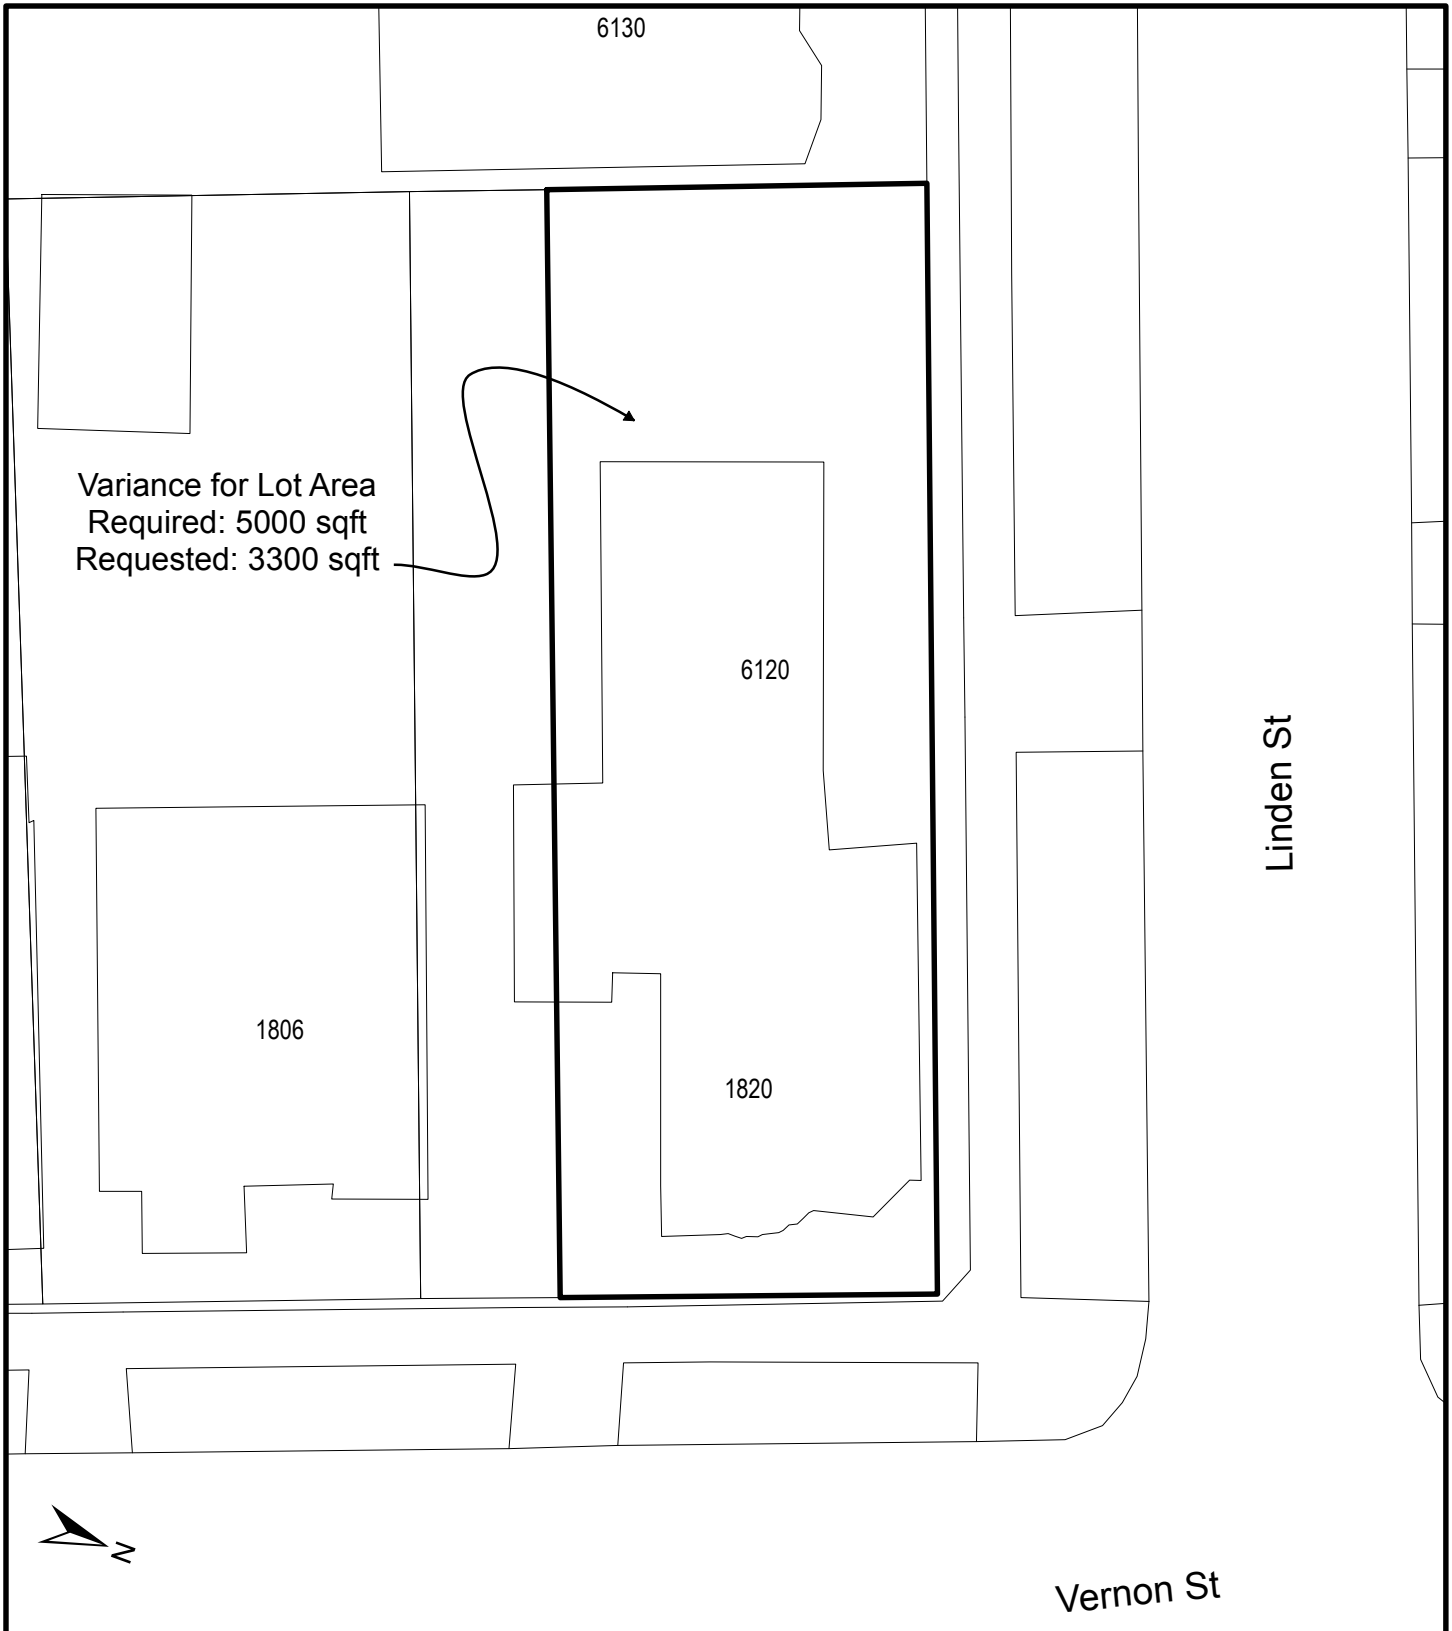 6130
Variance for Lot Area
Required: 5000 sqft
Requested: 3300 sqft
6120
Linden St
1806
1820
N
Vernon St